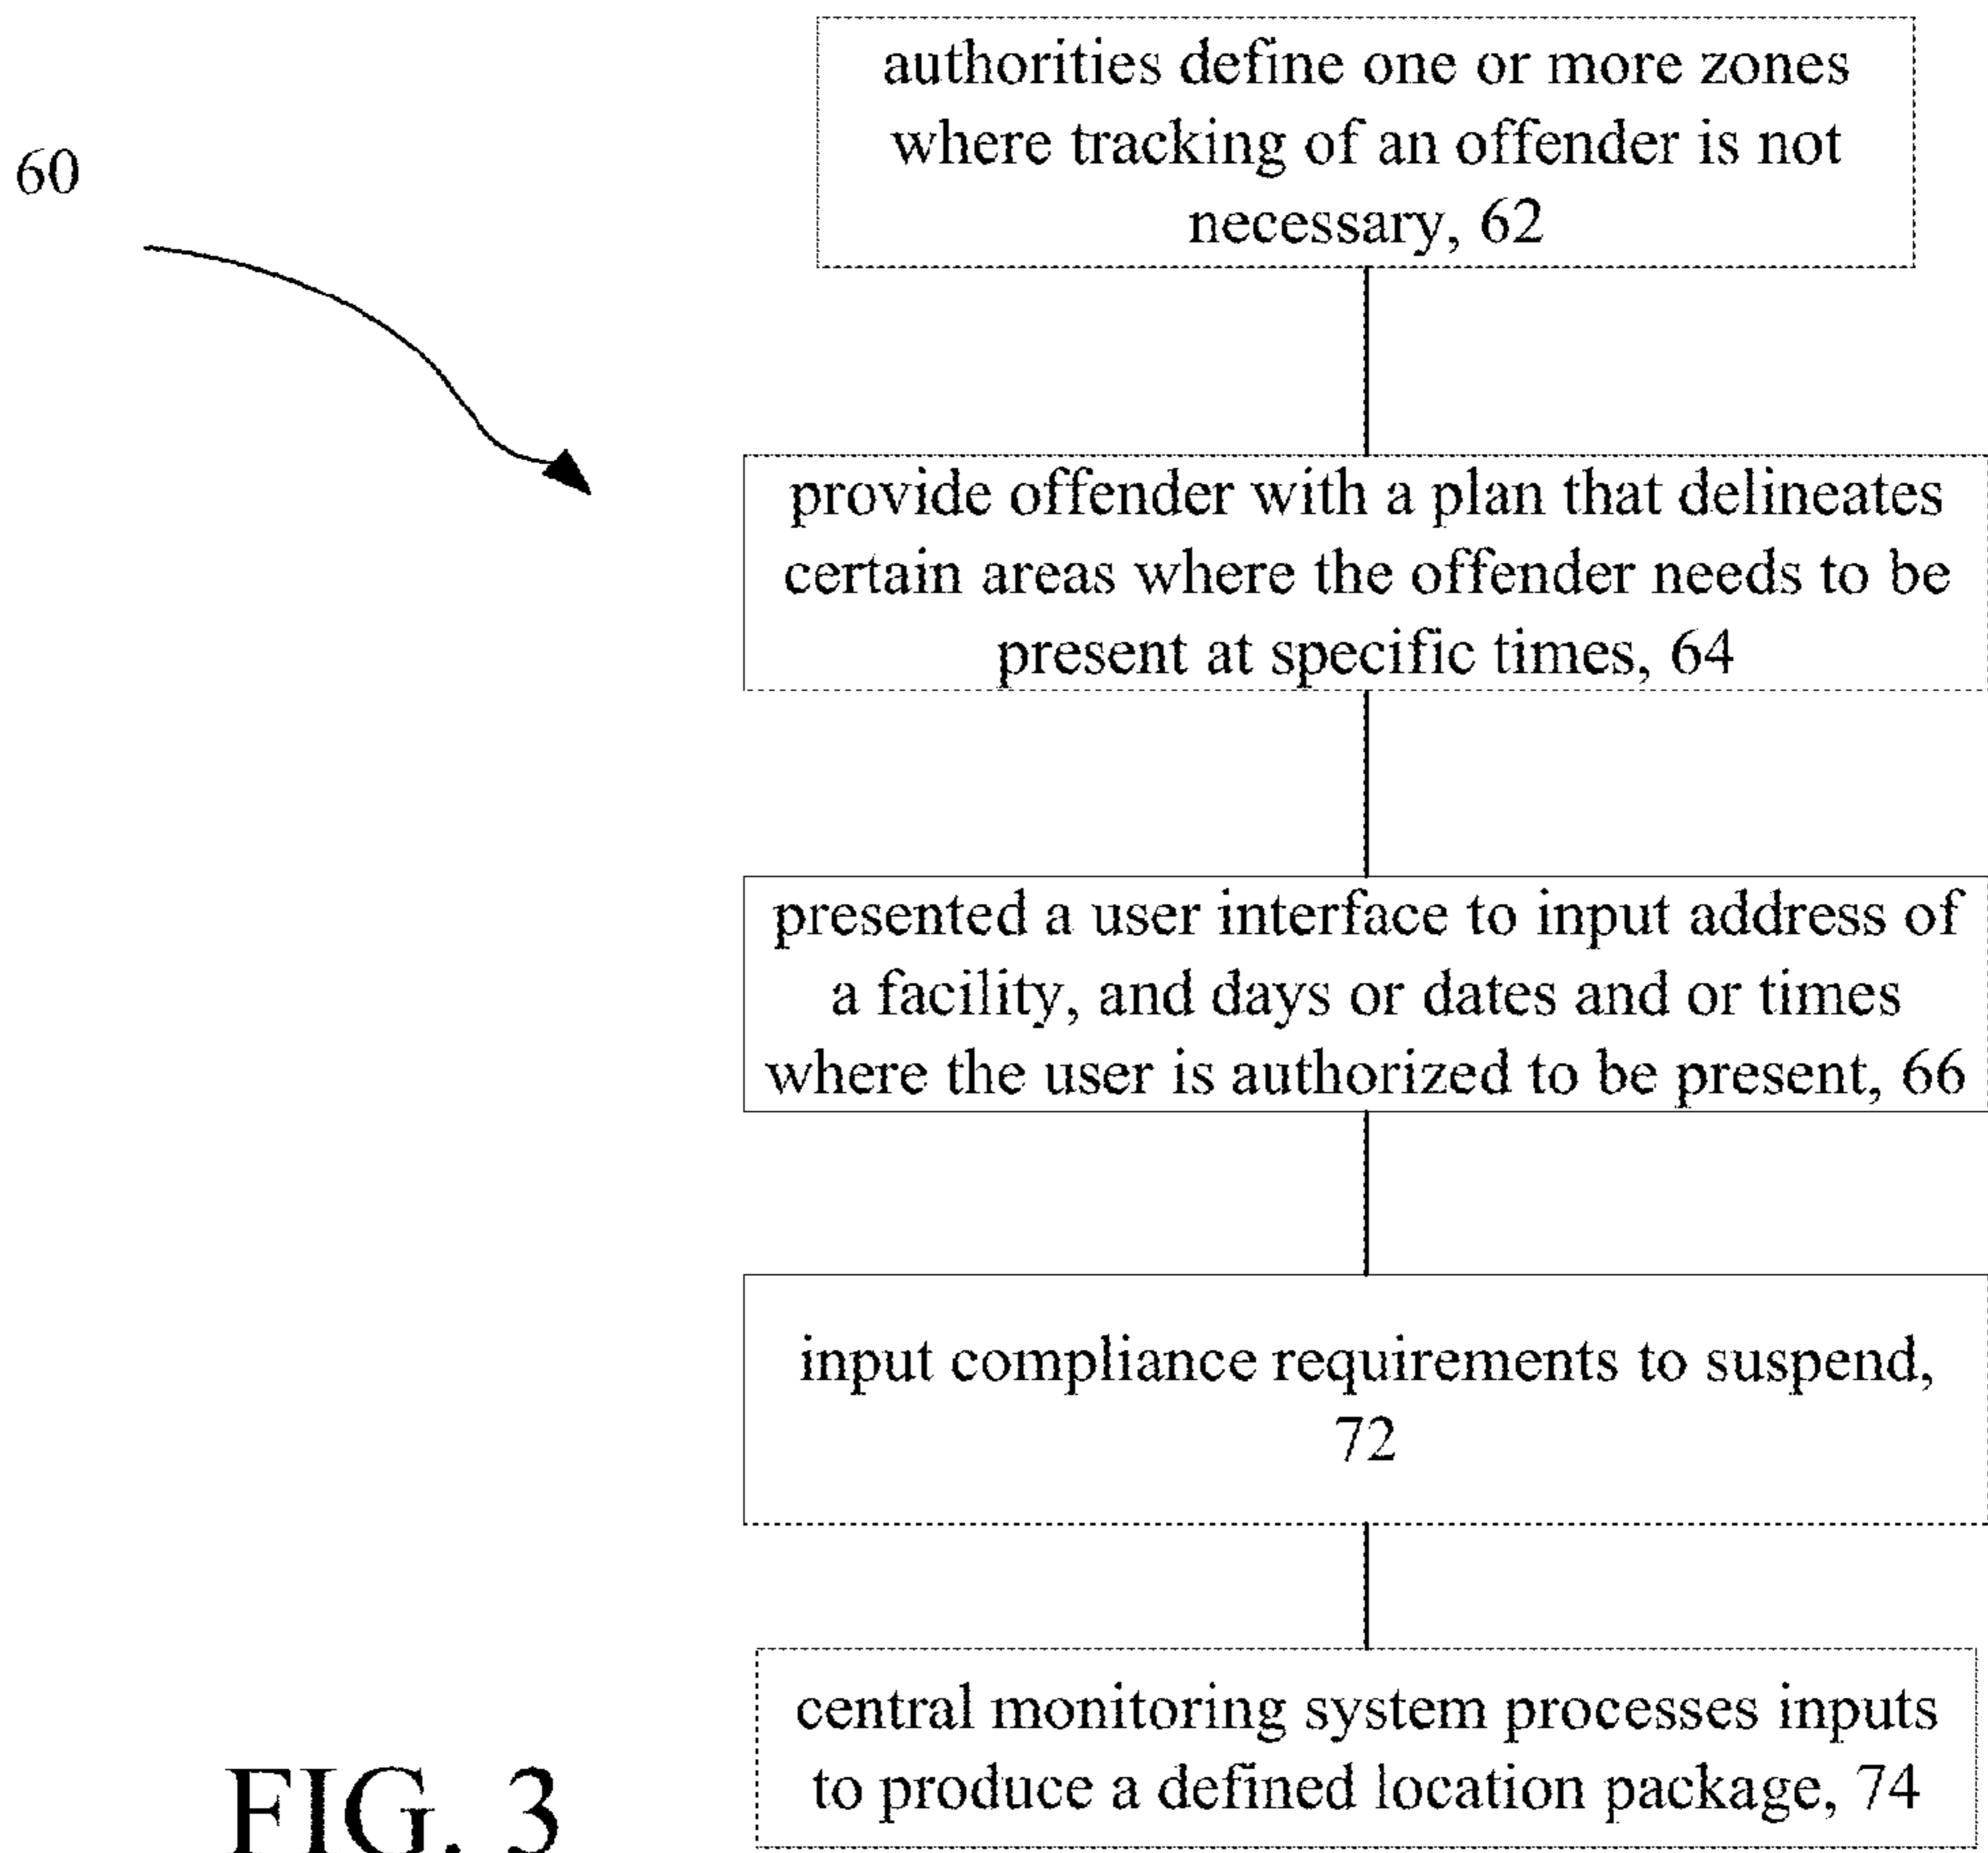 60
authorities define one or more zones
where tracking of an offender is not
necessary, 62
provide offender with a plan that delineates
certain areas where the offender needs to be
present at specific times, 64
presented a user interface to input address of
a facility, and days or dates and or times
where the user is authorized to be present, 66
input compliance requirements to suspend,
72
central monitoring system processes inputs
to produce a defined location package, 74
FIG. 3